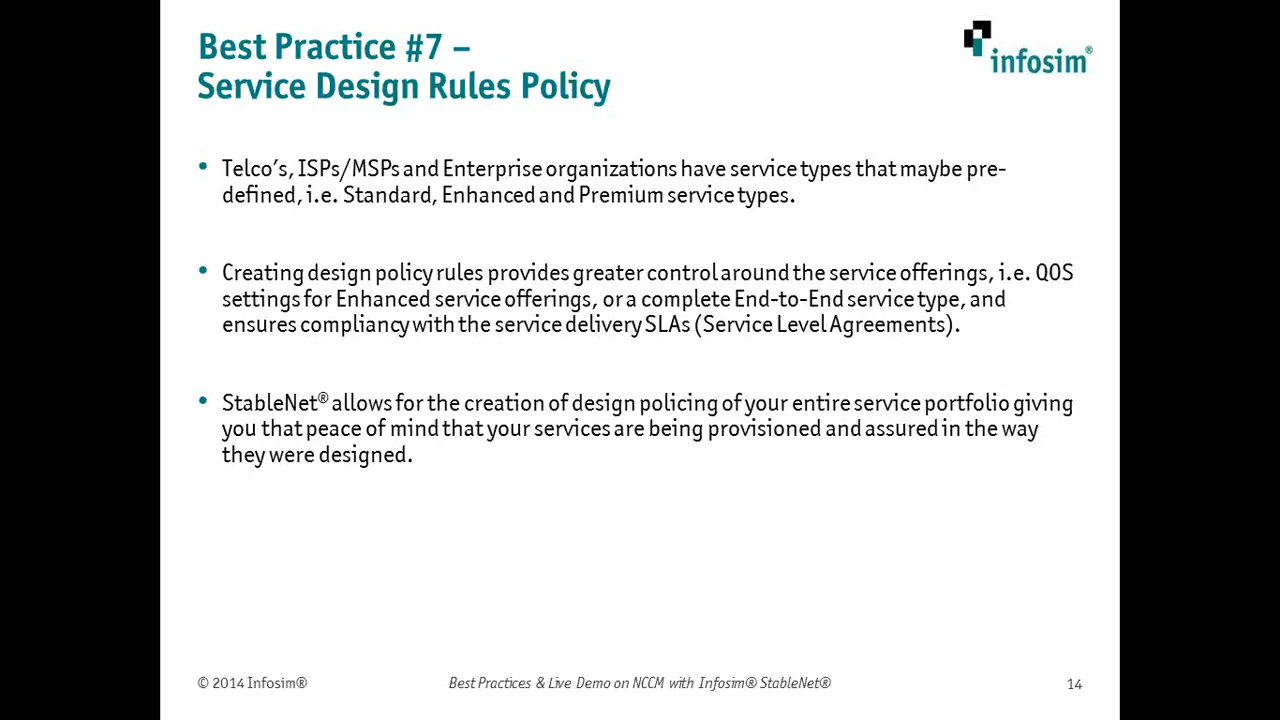 Best Practice #7 –
Service Design Rules Policy
infosim®
• Telco's, ISPs/MSPs and Enterprise organizations have service types that maybe pre-
defined, i.e. Standard, Enhanced and Premium service types.
• Creating design policy rules provides greater control around the service offerings, i.e. QOS
settings for Enhanced service offerings, or a complete End-to-End service type, and
ensures compliancy with the service delivery SLAs (Service Level Agreements).
• StableNet® allows for the creation of design policing of your entire service portfolio giving
you that peace of mind that your services are being provisioned and assured in the way
they were designed.
© 2014 Infosim®
Best Practices & Live Demo on NCCM with Infosim® StableNet®
14